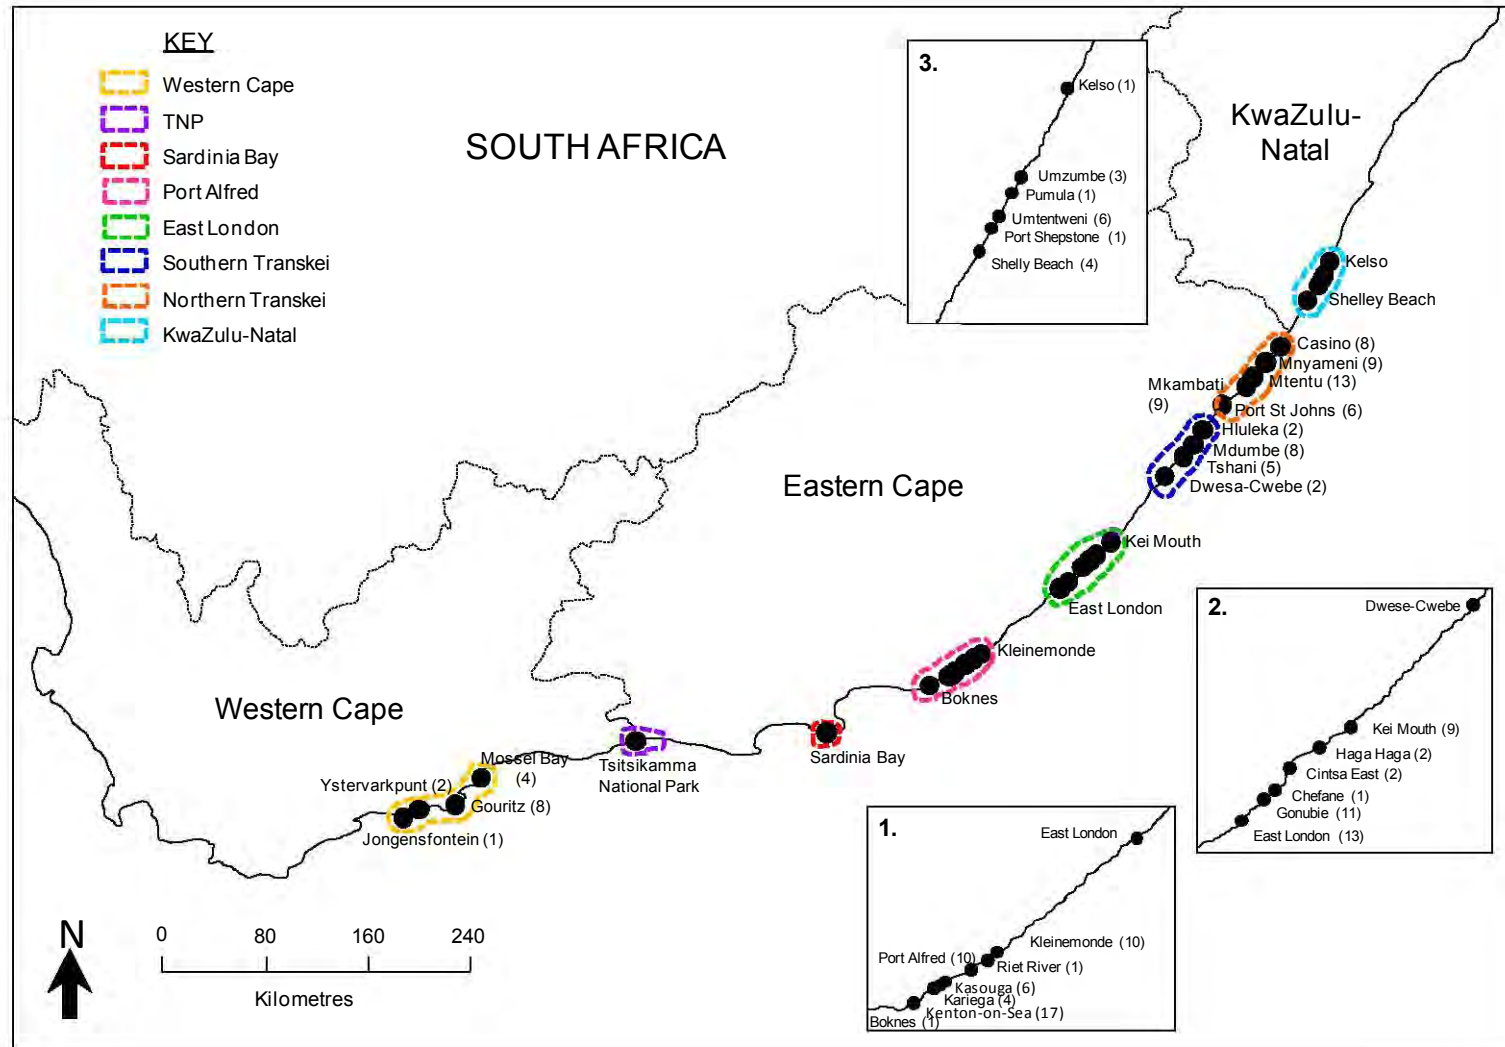 KEY
Western Cape
TNP
Sardinia Bay
Port Alfred
East London
Southern Transkei
Northern Transkei
KwaZulu-Natal
SOUTH AFRICA
KwaZulu-
Natal
Eastern Cape
Western Cape
3.
Kelso (1)
Umzumbe (3)
Pumula (1)
Umtentweni (6)
Port Shepstone (1)
Shelly Beach (4)
Kelso
Shelley Beach
Casino (8)
Mnyameni (9)
Mtentu (13)
Mkambati
(9)
Port St Johns (6)
Hluleka (2)
Mdumbe (8)
Tshani (5)
Dwesa-Cwebe (2)
Kei Mouth
East London
Kleinemonde
Boknes
Sardinia Bay
Tsitsikamma
National Park
Mossel Bay
(4)
Ystervarkpunt (2)
Gouritz (8)
Jongensfontein (1)
2.
Dwese-Cwebe
Kei Mouth (9)
Haga Haga (2)
Cintsa East (2)
Chefane (1)
Gonubie (11)
East London (13)
1.
East London
Kleinemonde (10)
Port Alfred (10)
Riet River (1)
Kasouga (6)
Kariega (4)
Kenton-on-Sea (17)
Boknes (1)
N
0 80 160 240
Kilometres